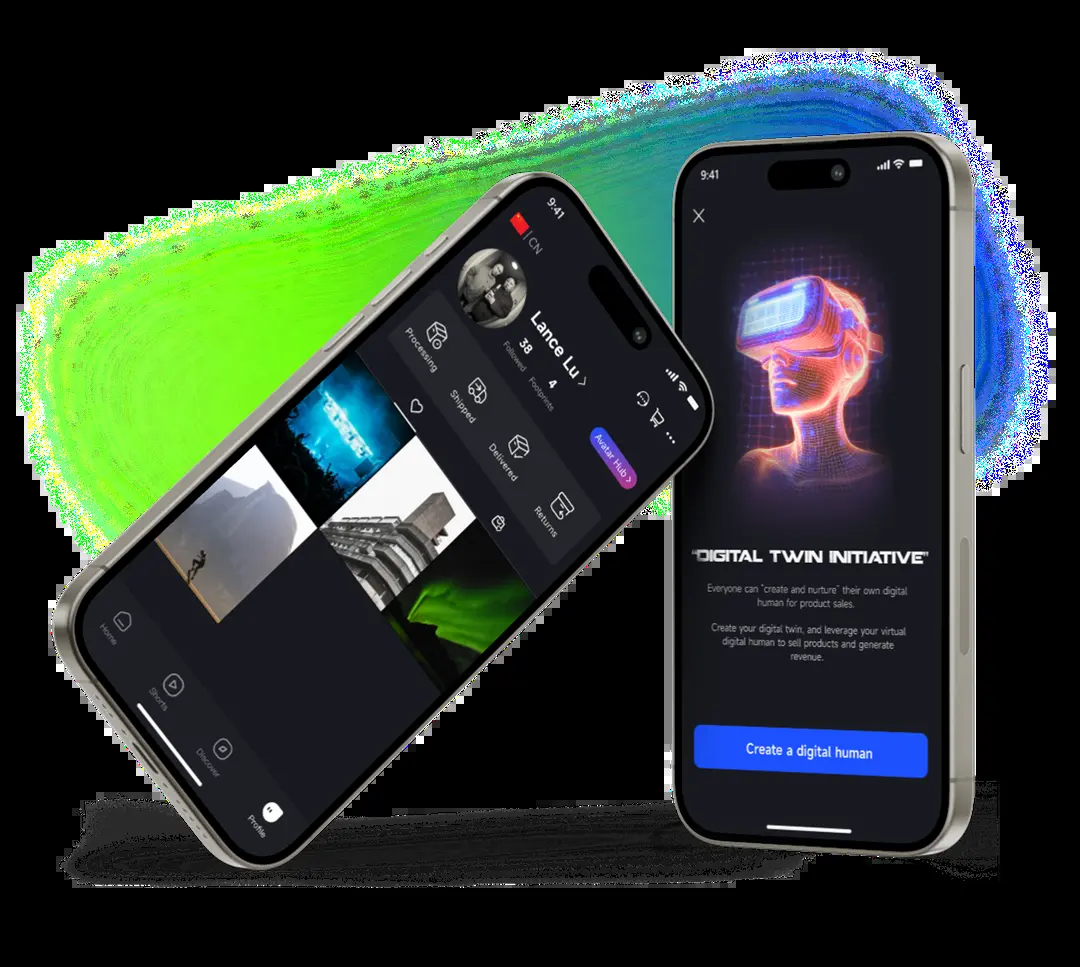 9:41
CN
Lance Lu
38
Followed
4
Footprints
Avatar Hub
Processing
Shipped
Delivered
Returns
Home
Shorts
Discover
Profile
9:41
"DIGITAL TWIN INITIATIVE"
Everyone can "create and nurture" their own digital
human for product sales.
Create your digital twin, and leverage your virtual
digital human to sell products and generate
revenue.
Create a digital human